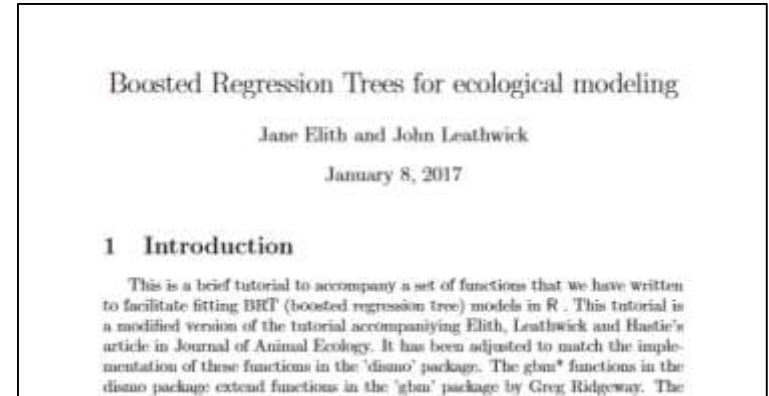 Boosted Regression Trees for ecological modeling
Jane Elith and John Leathwick
January 8, 2017
1 Introduction
This is a brief tutorial to accompany a set of functions that we have written
to facilitate fitting BRT (boosted regression tree) models in R . This tutorial is
a modified version of the tutorial accompaniying Elith, Leathwick and Hastie's
article in Journal of Animal Ecology. It has been adjusted to match the imple-
mentation of these functions in the 'dismo' package. The gbm* functions in the
dismo package extend functions in the 'gbm' package by Greg Ridgeway. The